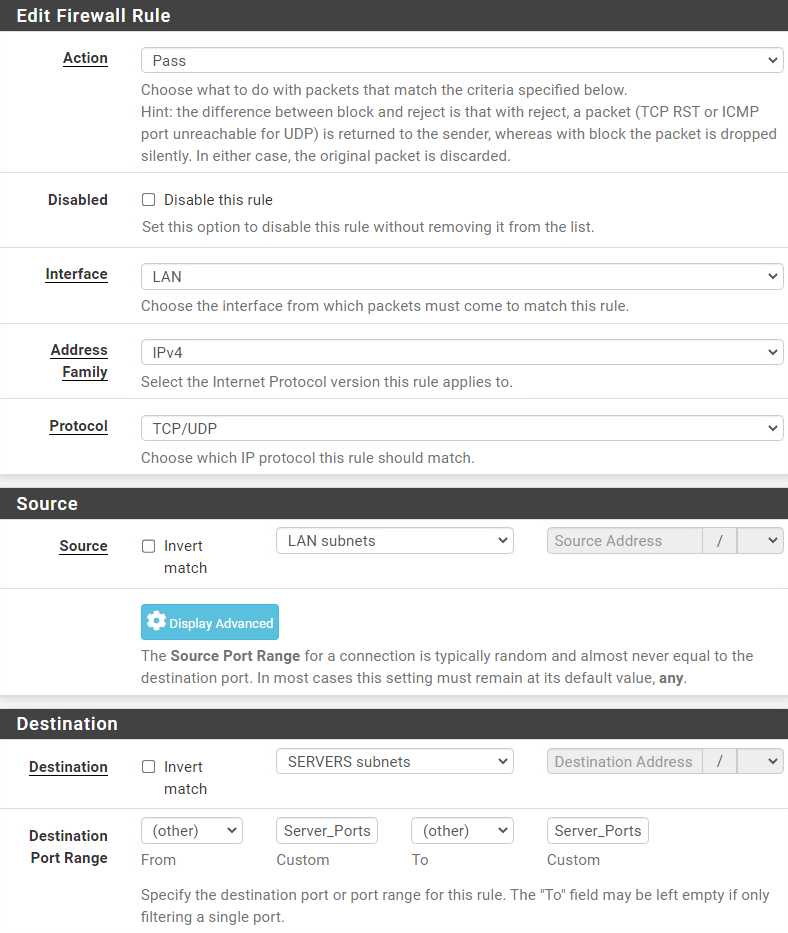 Edit Firewall Rule
Action
Pass
Choose what to do with packets that match the criteria specified below.
Hint: the difference between block and reject is that with reject, a packet (TCP RST or ICMP
port unreachable for UDP) is returned to the sender, whereas with block the packet is dropped
silently. In either case, the original packet is discarded.
Disabled
Disable this rule
Set this option to disable this rule without removing it from the list.
Interface
LAN
Choose the interface from which packets must come to match this rule.
Address
Family
IPv4
Select the Internet Protocol version this rule applies to.
Protocol
TCP/UDP
Choose which IP protocol this rule should match.
Source
Source
Invert
match
LAN subnets
Source Address
/
Display Advanced
The Source Port Range for a connection is typically random and almost never equal to the
destination port. In most cases this setting must remain at its default value, any.
Destination
Destination
Invert
match
SERVERS subnets
Destination Address
/
Destination
Port Range
(other)
Server_Ports
(other)
Server_Ports
From
Custom
To
Custom
Specify the destination port or port range for this rule. The "To" field may be left empty if only
filtering a single port.